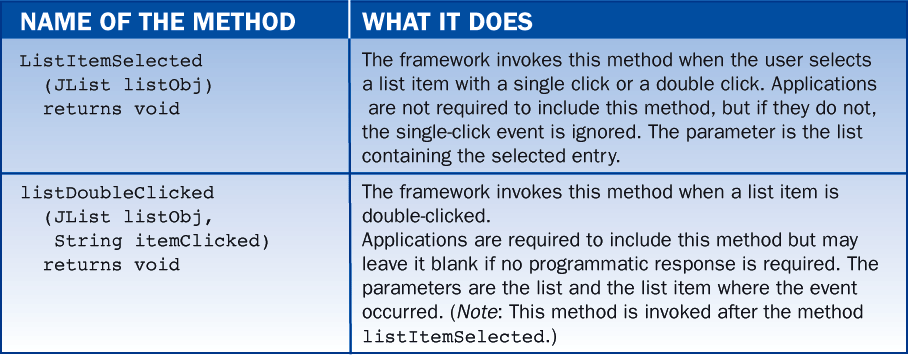 NAME OF THE METHOD
WHAT IT DOES
ListItemSelected
(JList listObj)
returns void
The framework invokes this method when the user selects
a list item with a single click or a double click. Applications
are not required to include this method, but if they do not,
the single-click event is ignored. The parameter is the list
containing the selected entry.
listDoubleClicked
(JList listObj,
String itemClicked)
returns void
The framework invokes this method when a list item is
double-clicked.
Applications are required to include this method but may
leave it blank if no programmatic response is required. The
parameters are the list and the list item where the event
occurred. (Note: This method is invoked after the method
listItemSelected.)